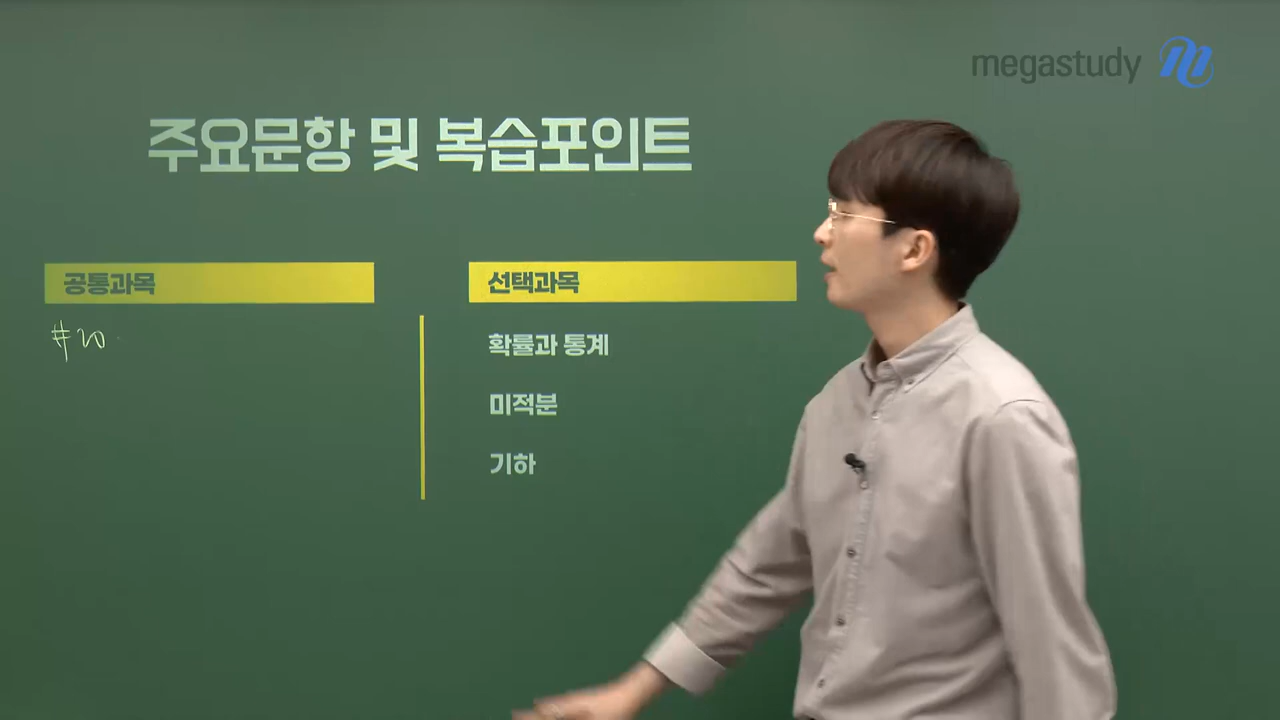 megastudy
주요문항 및 복습포인트
공통과목
#20
선택과목
확률과 통계
미적분
기하